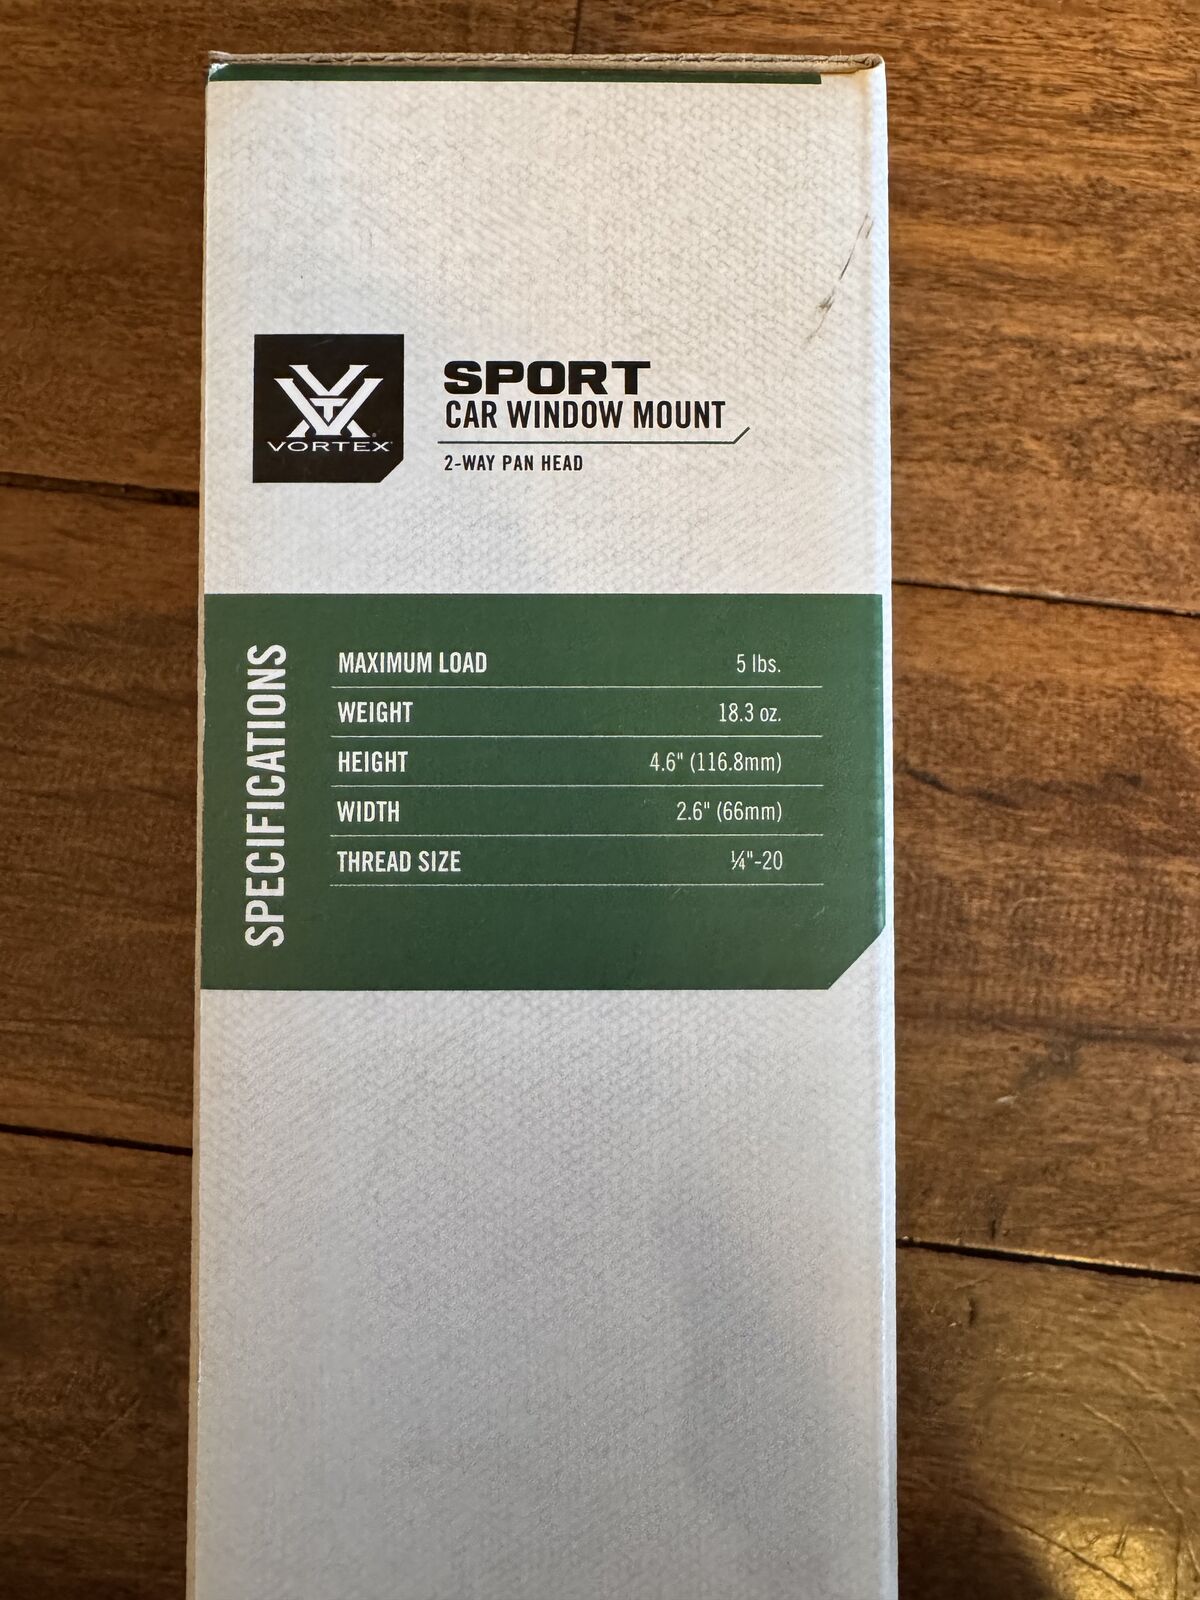 VORTEX
SPORT
CAR WINDOW MOUNT
2-WAY PAN HEAD
SPECIFICATIONS
MAXIMUM LOAD 5 lbs.
WEIGHT 18.3 oz.
HEIGHT 4.6" (116.8mm)
WIDTH 2.6" (66mm)
THREAD SIZE ¼"-20